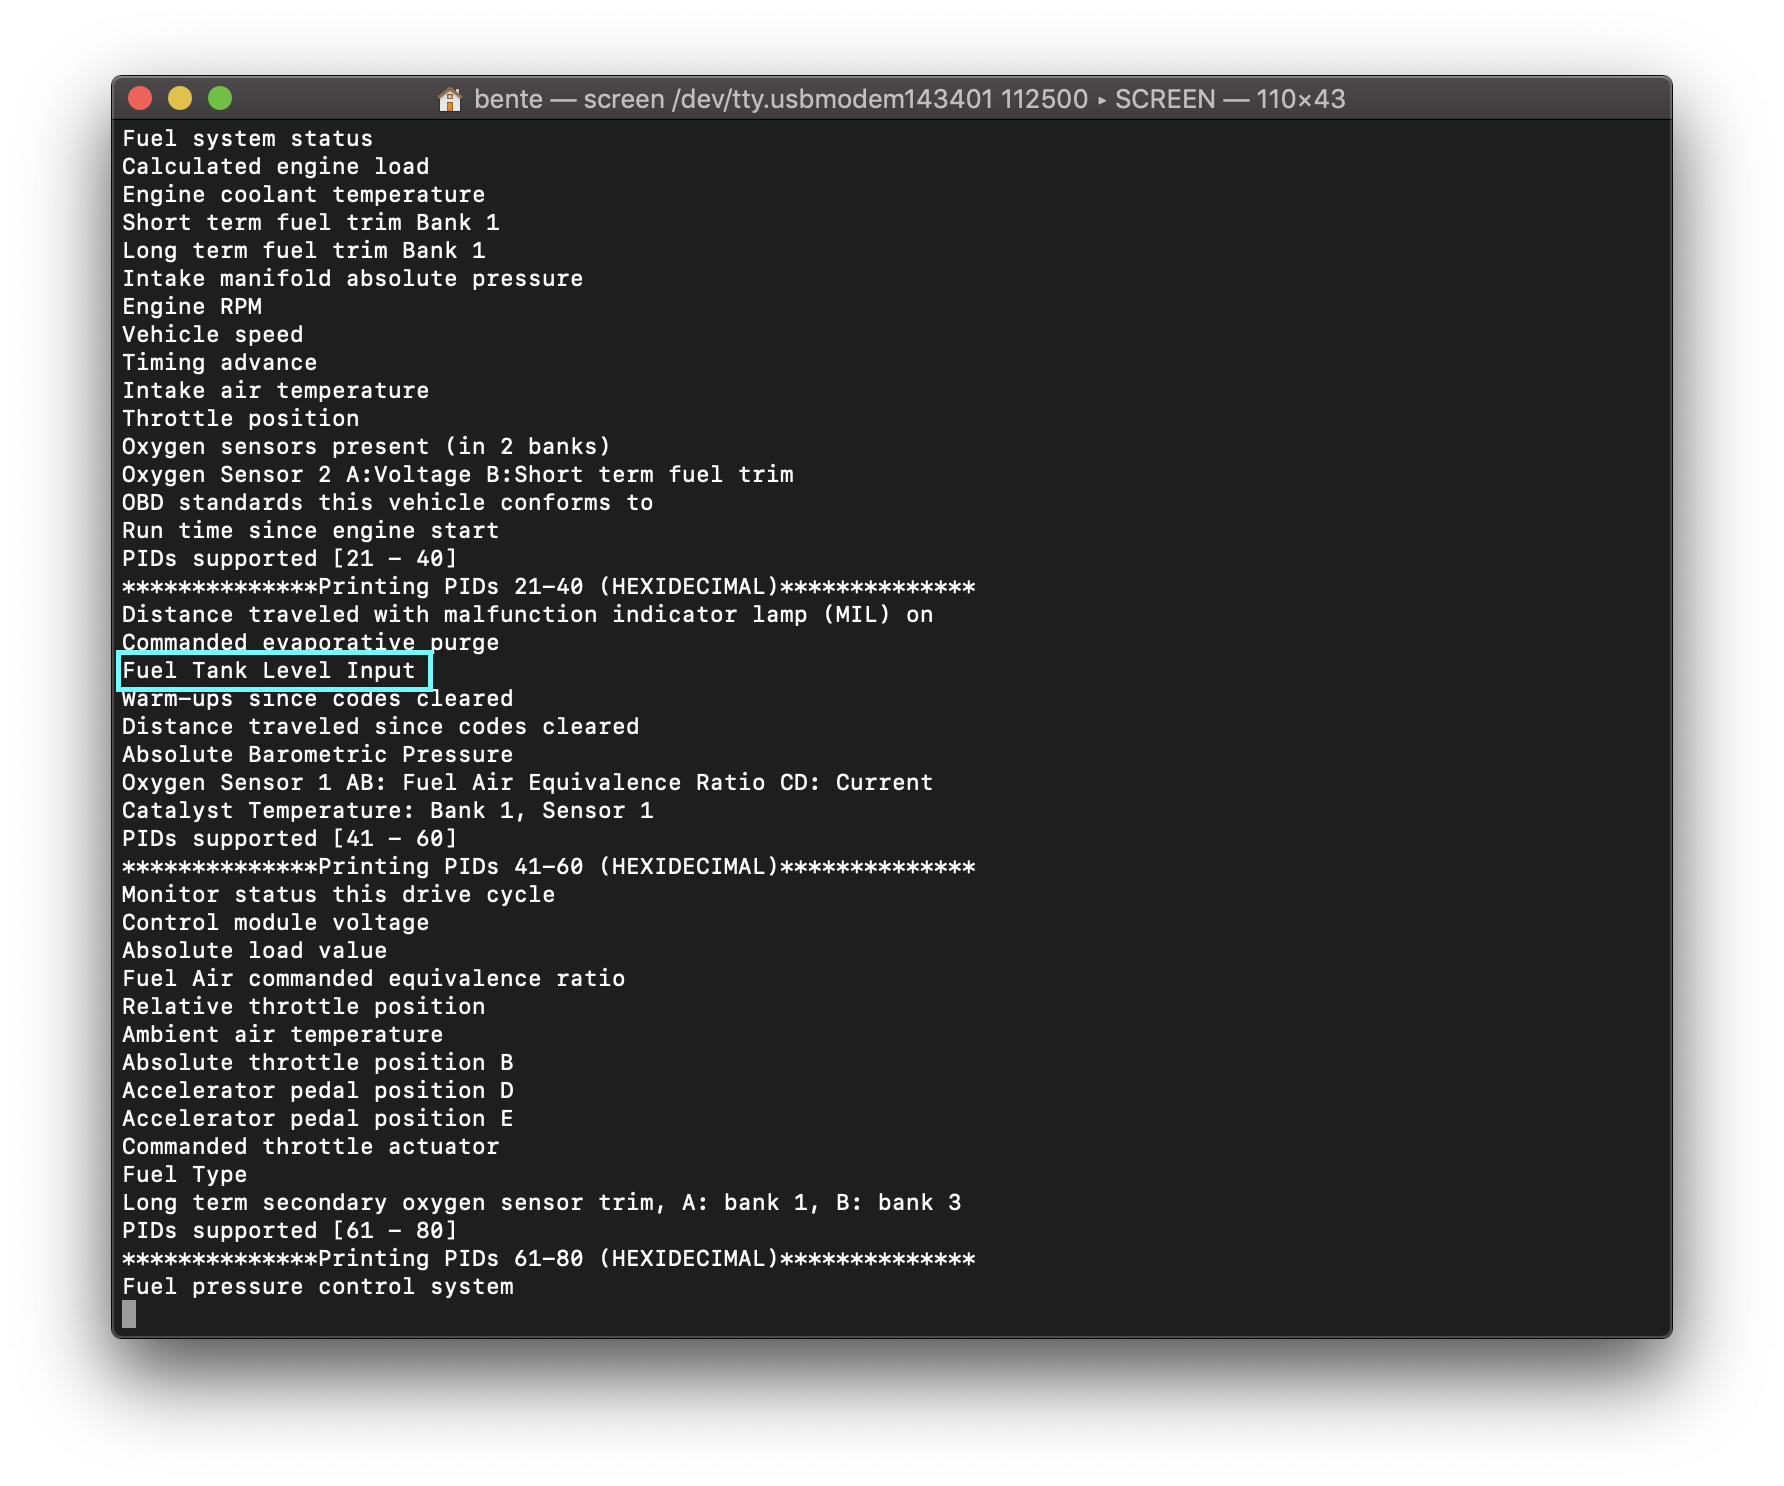 bente — screen /dev/tty.usbmodem143401 112500 ▸ SCREEN — 110×43
Fuel system status
Calculated engine load
Engine coolant temperature
Short term fuel trim Bank 1
Long term fuel trim Bank 1
Intake manifold absolute pressure
Engine RPM
Vehicle speed
Timing advance
Intake air temperature
Throttle position
Oxygen sensors present (in 2 banks)
Oxygen Sensor 2 A:Voltage B:Short term fuel trim
OBD standards this vehicle conforms to
Run time since engine start
PIDs supported [21 - 40]
**************Printing PIDs 21-40 (HEXIDECIMAL)**************
Distance traveled with malfunction indicator lamp (MIL) on
Commanded evaporative purge
Fuel Tank Level Input
Warm-ups since codes cleared
Distance traveled since codes cleared
Absolute Barometric Pressure
Oxygen Sensor 1 AB: Fuel Air Equivalence Ratio CD: Current
Catalyst Temperature: Bank 1, Sensor 1
PIDs supported [41 - 60]
**************Printing PIDs 41-60 (HEXIDECIMAL)**************
Monitor status this drive cycle
Control module voltage
Absolute load value
Fuel Air commanded equivalence ratio
Relative throttle position
Ambient air temperature
Absolute throttle position B
Accelerator pedal position D
Accelerator pedal position E
Commanded throttle actuator
Fuel Type
Long term secondary oxygen sensor trim, A: bank 1, B: bank 3
PIDs supported [61 - 80]
**************Printing PIDs 61-80 (HEXIDECIMAL)**************
Fuel pressure control system